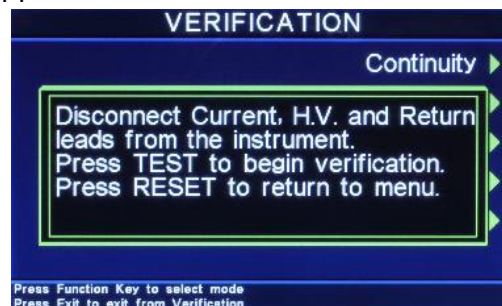 VERIFICATION
Continuity
Disconnect Current, H.V. and Return
leads from the instrument.
Press TEST to begin verification.
Press RESET to return to menu.
Press Function Key to select mode
Press Exit to exit from Verification